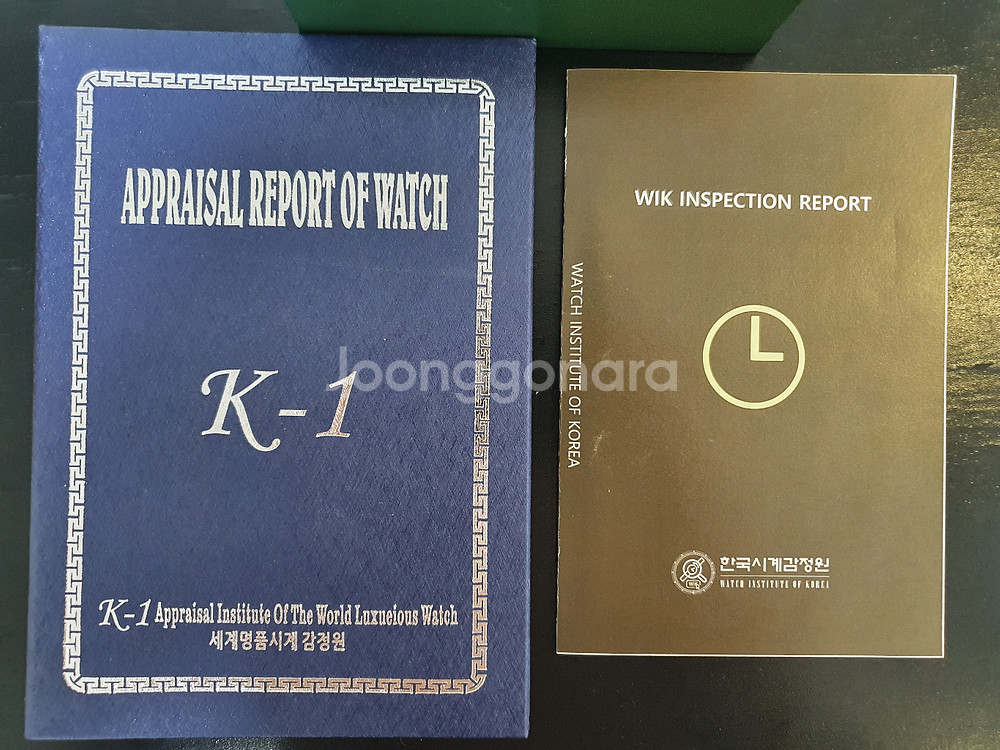 APPRAISAL REPORT OF WATCH
K-1
K-1 Appraisal Institute Of The World Luxueious Watch
세계명품시계 감정원
WIK INSPECTION REPORT
WATCH INSTITUTE OF KOREA
한국시계감정원
WATCH INSTITUTE OF KOREA
Joonggonara